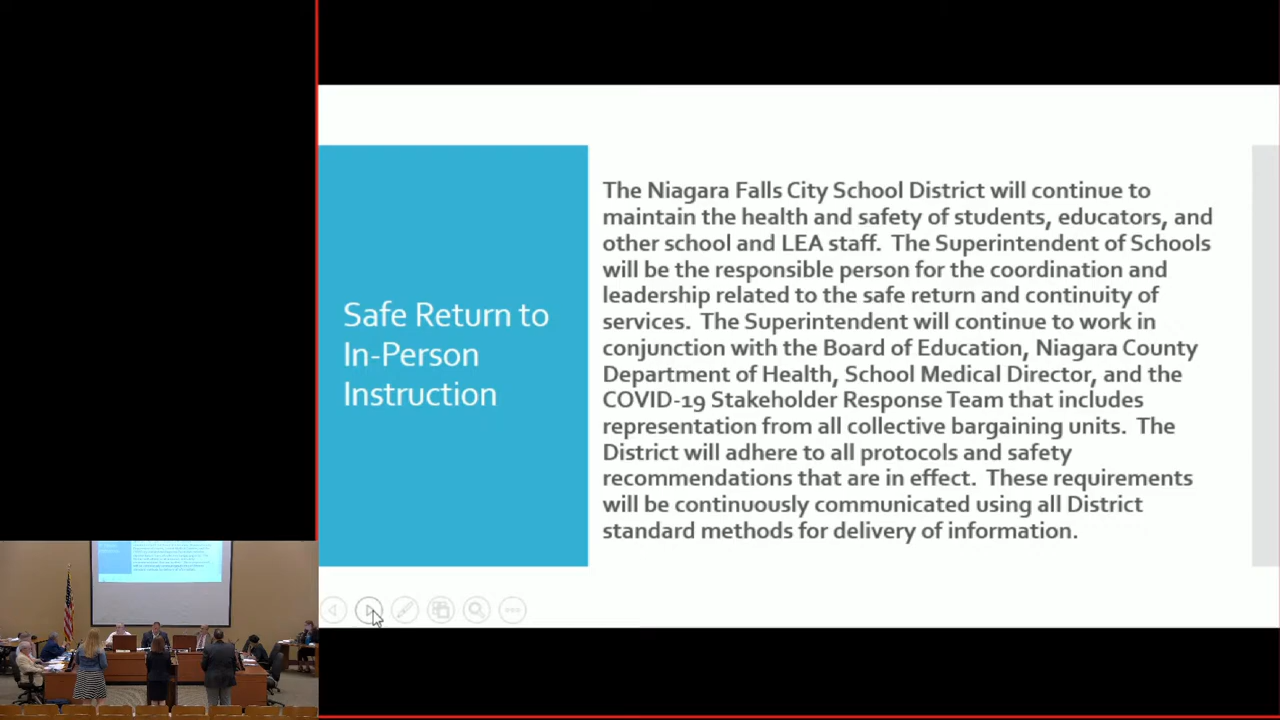 Safe Return to
In-Person
Instruction
The Niagara Falls City School District will continue to
maintain the health and safety of students, educators, and
other school and LEA staff.  The Superintendent of Schools
will be the responsible person for the coordination and
leadership related to the safe return and continuity of
services.  The Superintendent will continue to work in
conjunction with the Board of Education, Niagara County
Department of Health, School Medical Director, and the
COVID-19 Stakeholder Response Team that includes
representation from all collective bargaining units.  The
District will adhere to all protocols and safety
recommendations that are in effect.  These requirements
will be continuously communicated using all District
standard methods for delivery of information.